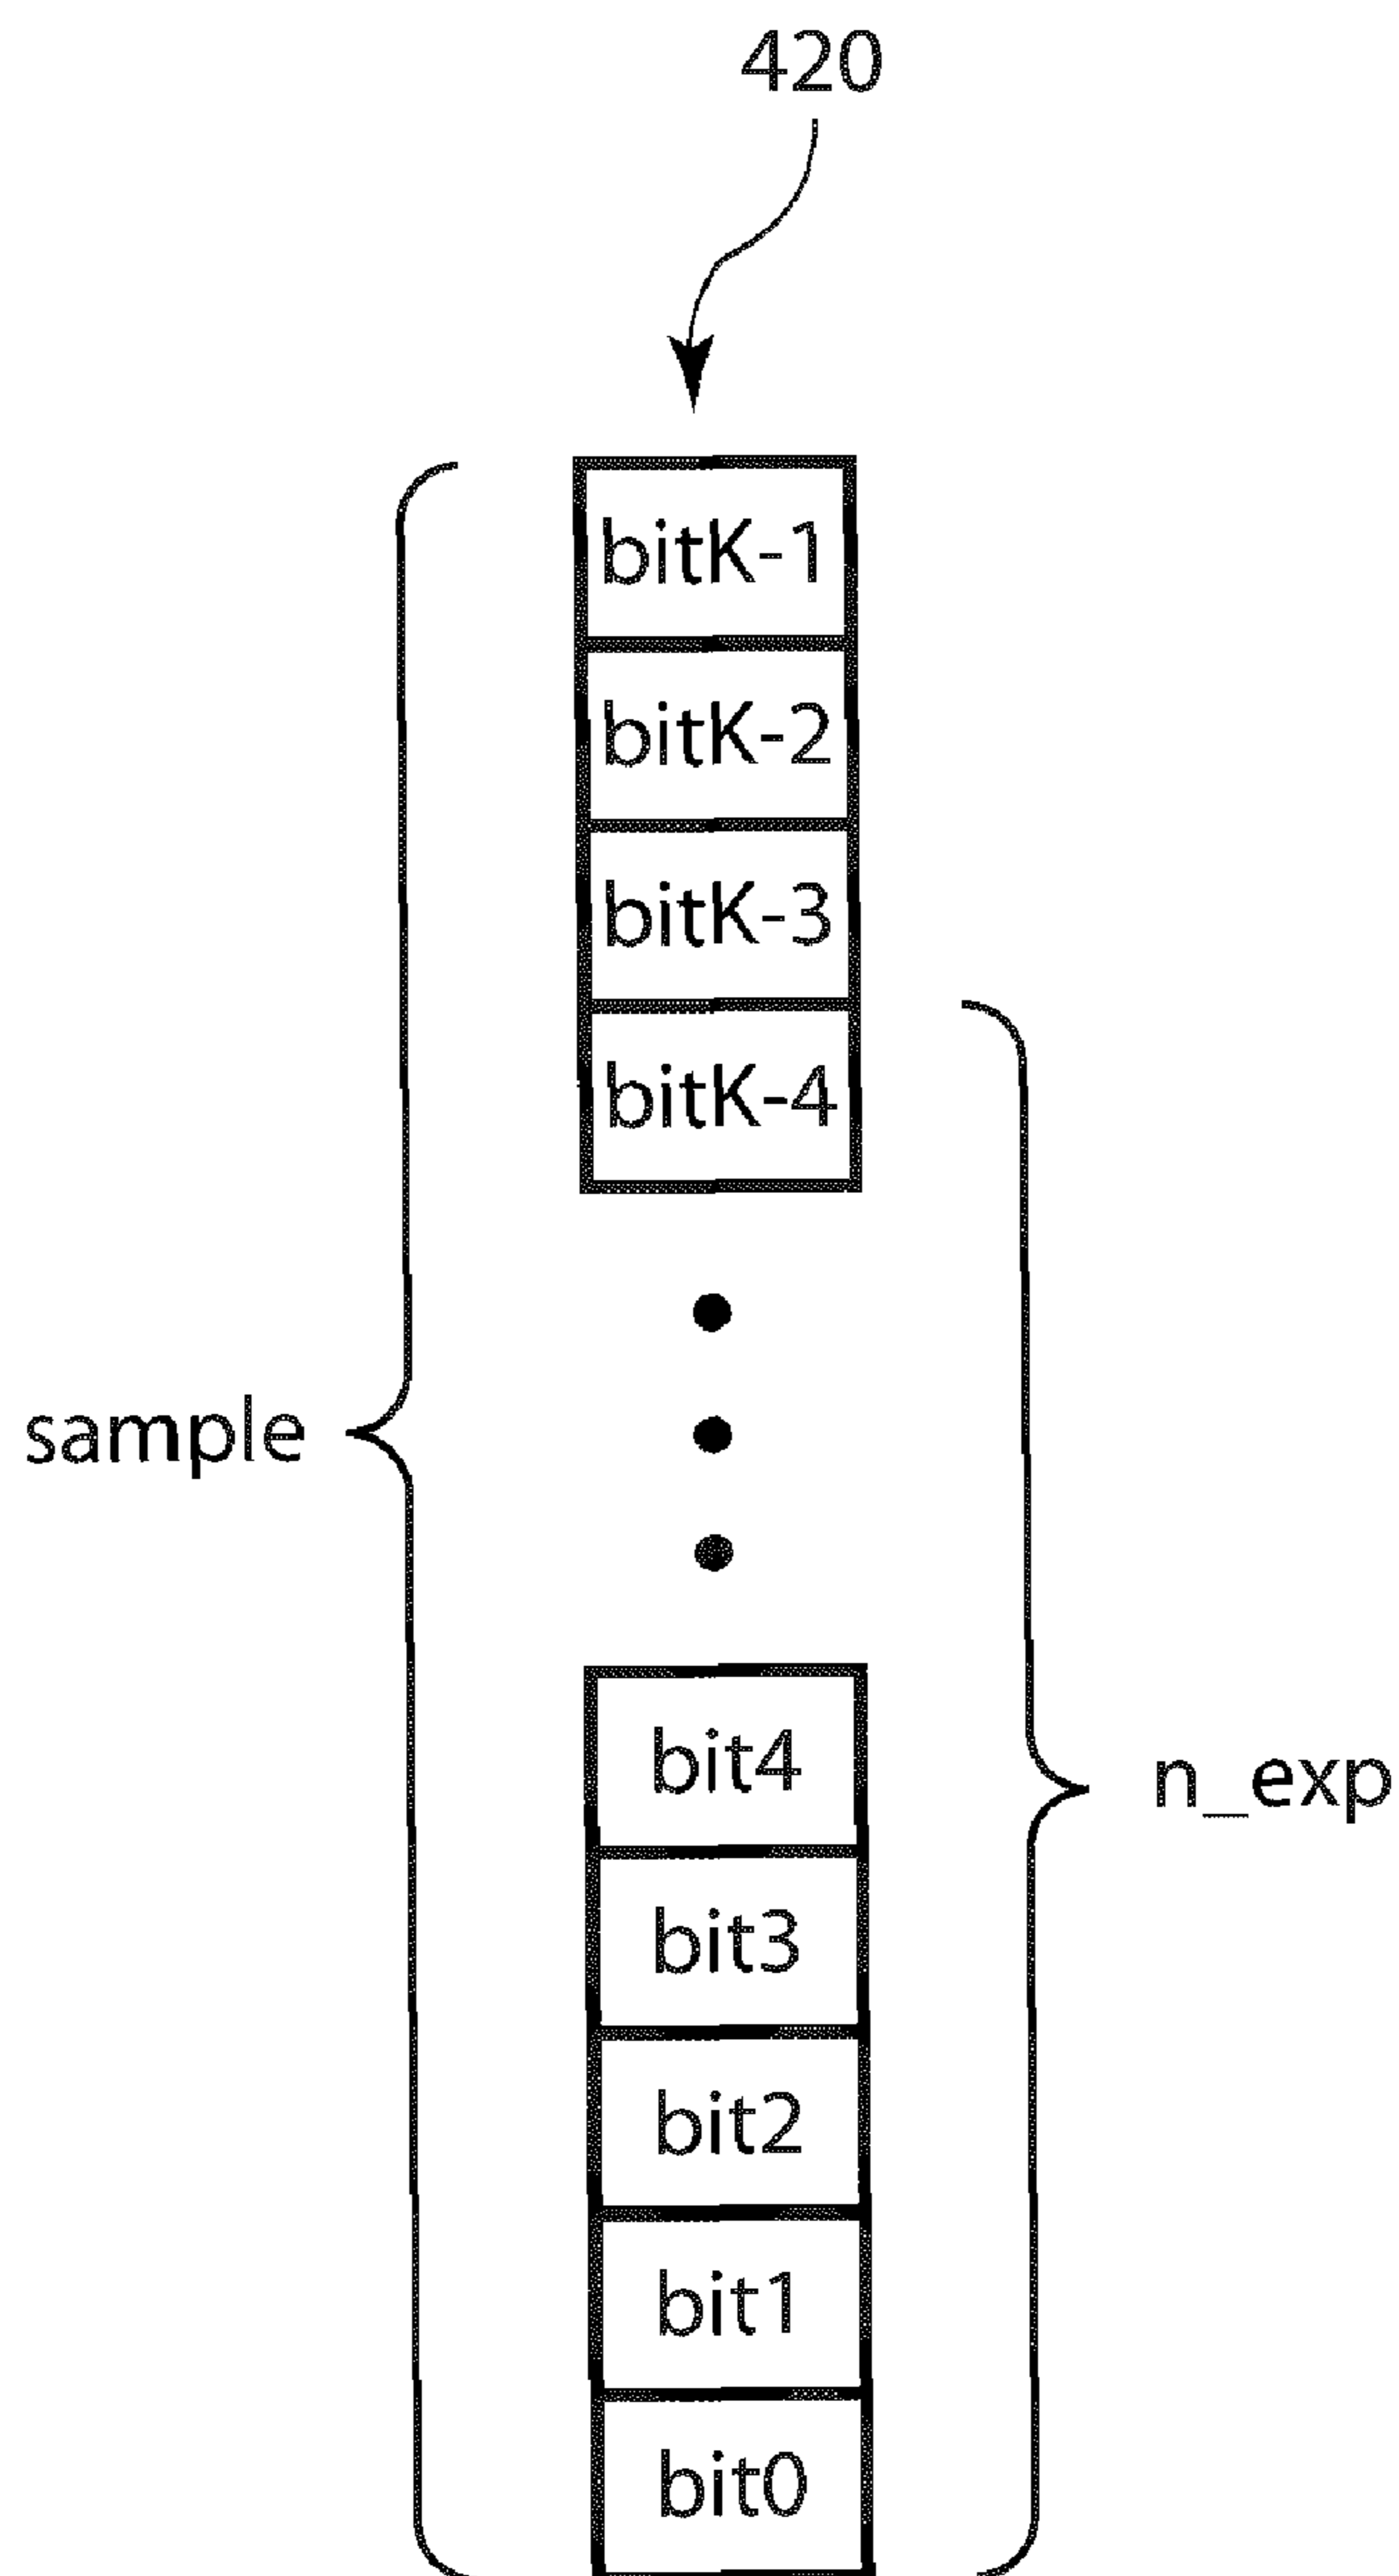 420
bitK-1
bitK-2
bitK-3
bitK-4
sample
bit4
n_exp
bit3
bit2
bit1
bit0